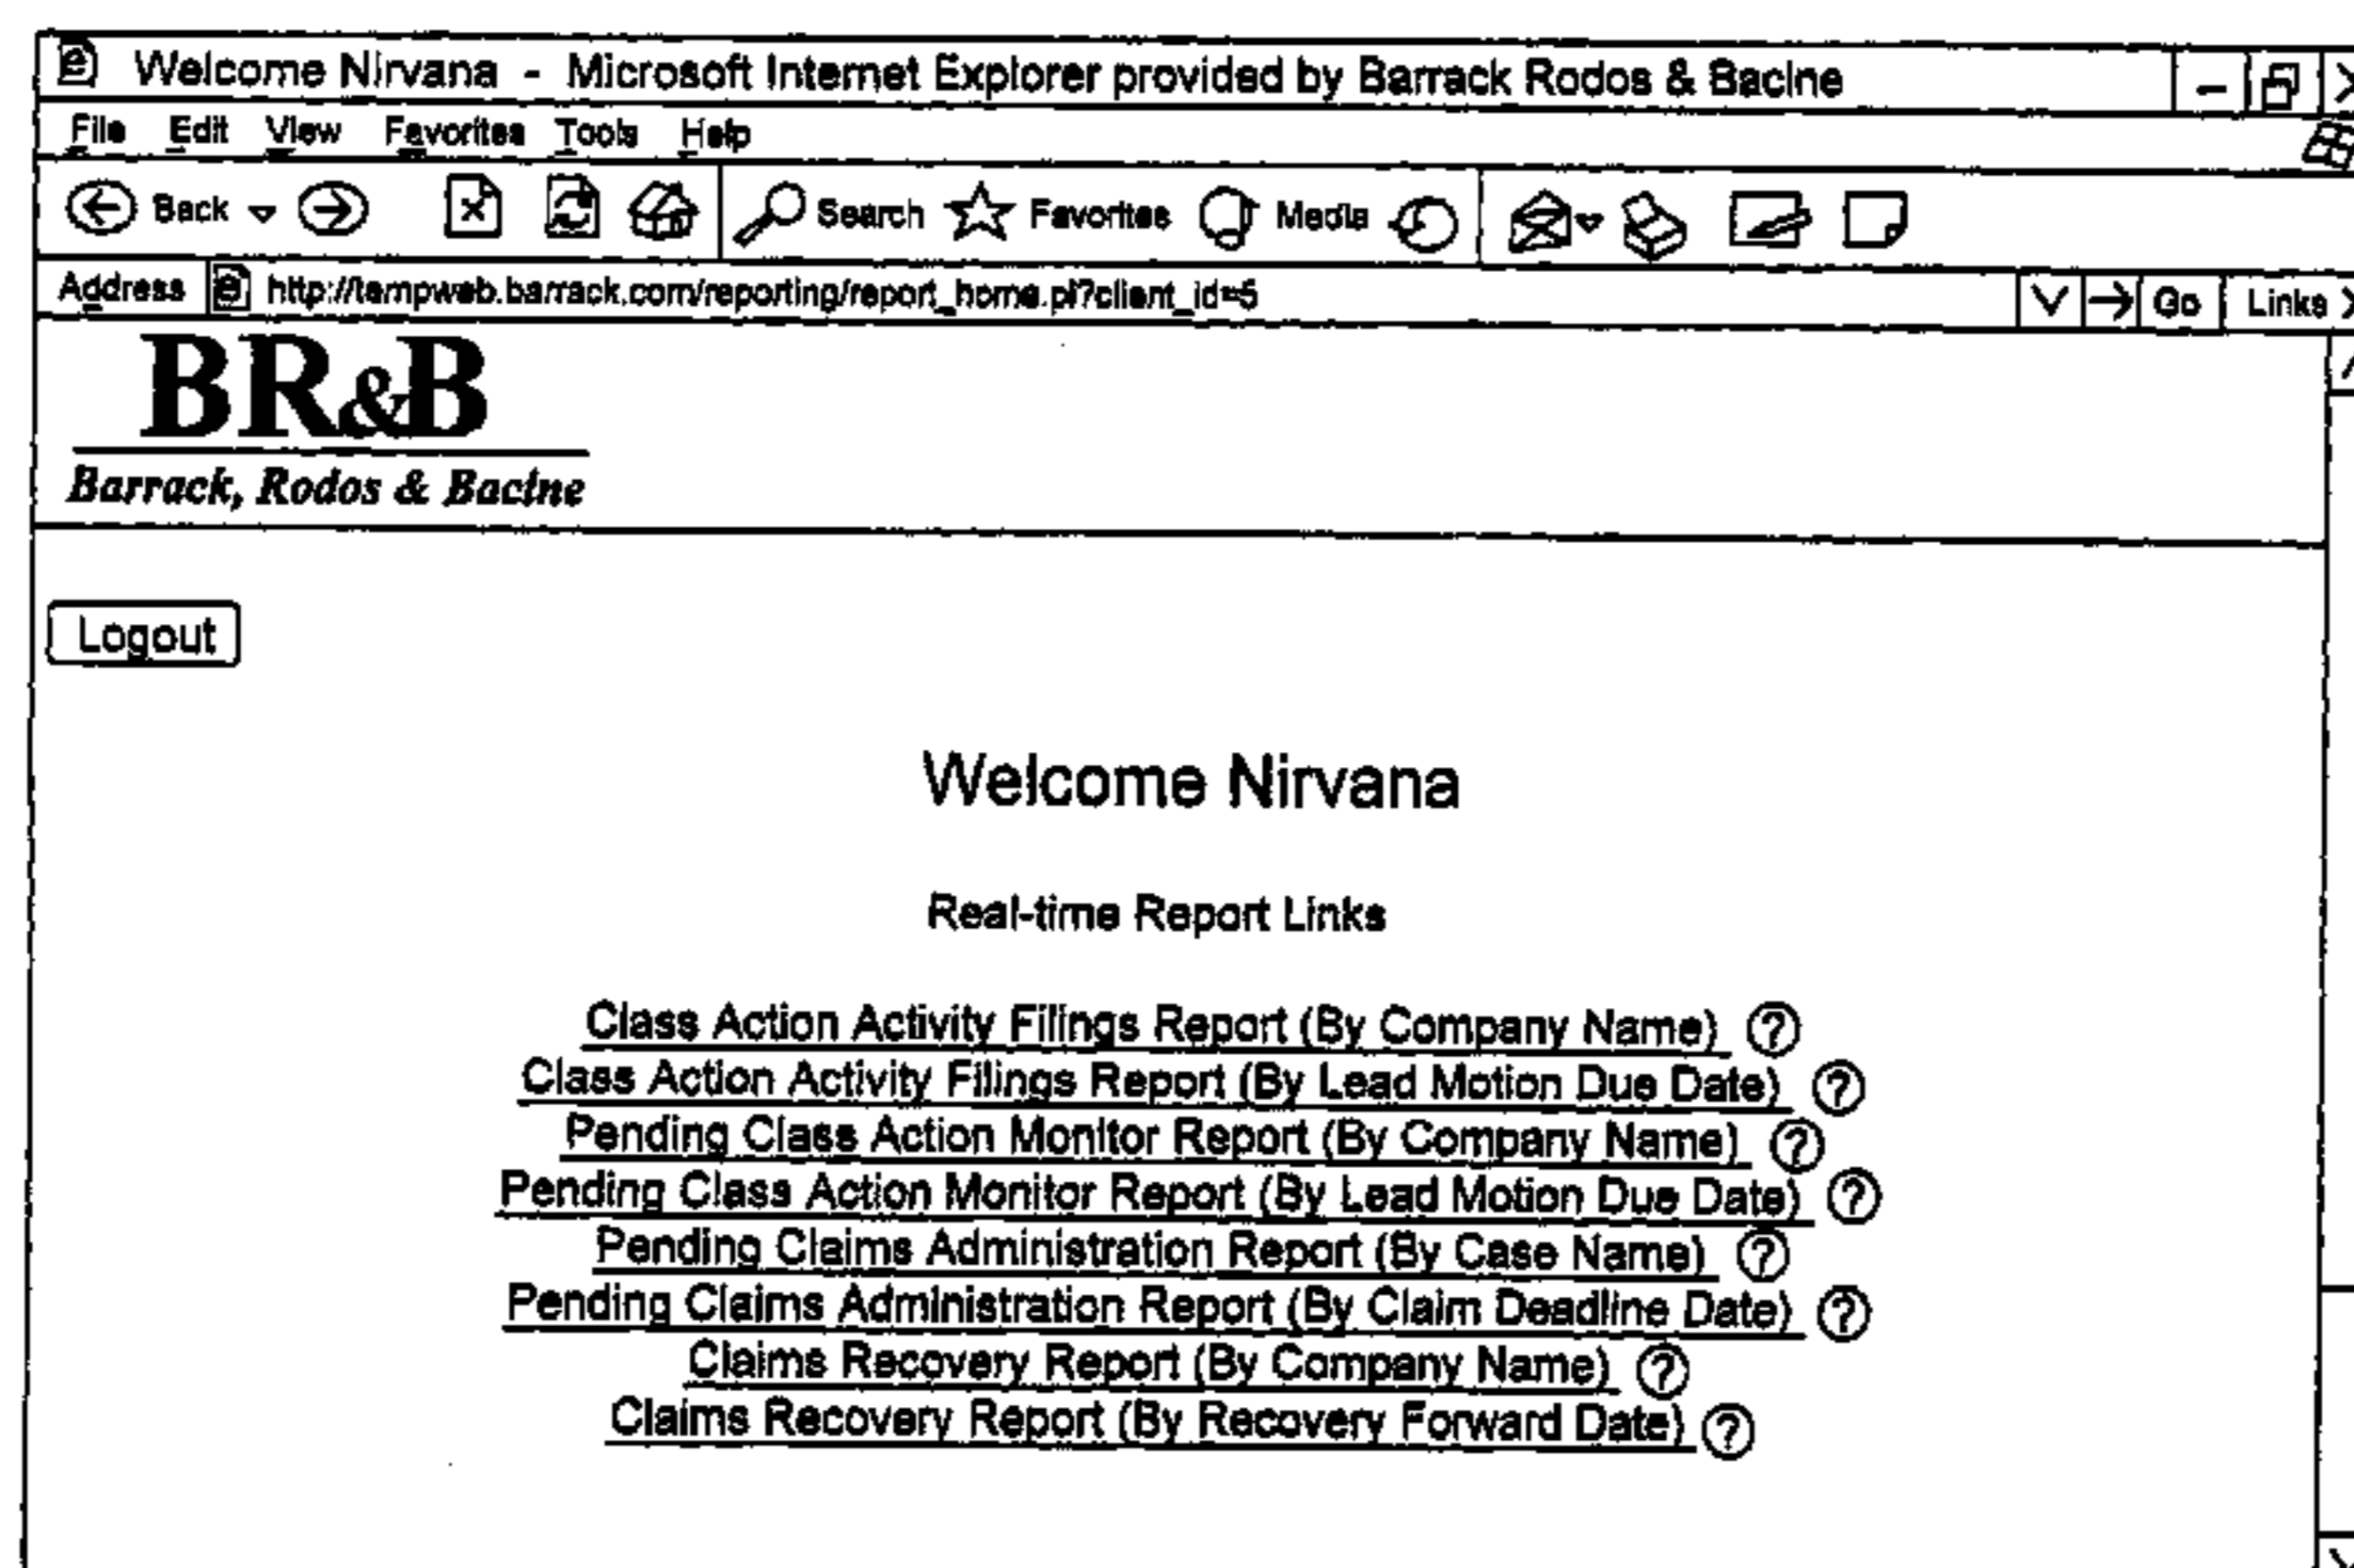 Welcome Nirvana - Microsoft Internet Explorer provided by Barrack Rodos & Bacine
File Edit View Favorites Tools Help
Back Search Favorites Media
Address http://tempweb.barrack.com/reporting/report_home.pl?client_id=5 Go Links
BR&B
Barrack, Rodos & Bacine
Logout
Welcome Nirvana
Real-time Report Links
Class Action Activity Filings Report (By Company Name) ?
Class Action Activity Filings Report (By Lead Motion Due Date) ?
Pending Class Action Monitor Report (By Company Name) ?
Pending Class Action Monitor Report (By Lead Motion Due Date) ?
Pending Claims Administration Report (By Case Name) ?
Pending Claims Administration Report (By Claim Deadline Date) ?
Claims Recovery Report (By Company Name) ?
Claims Recovery Report (By Recovery Forward Date) ?